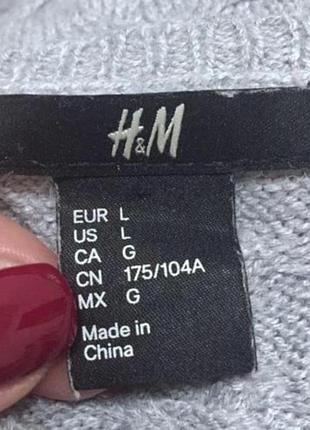 H&M
EUR L
US L
CA G
CN 175/104A
MX G
Made in
China